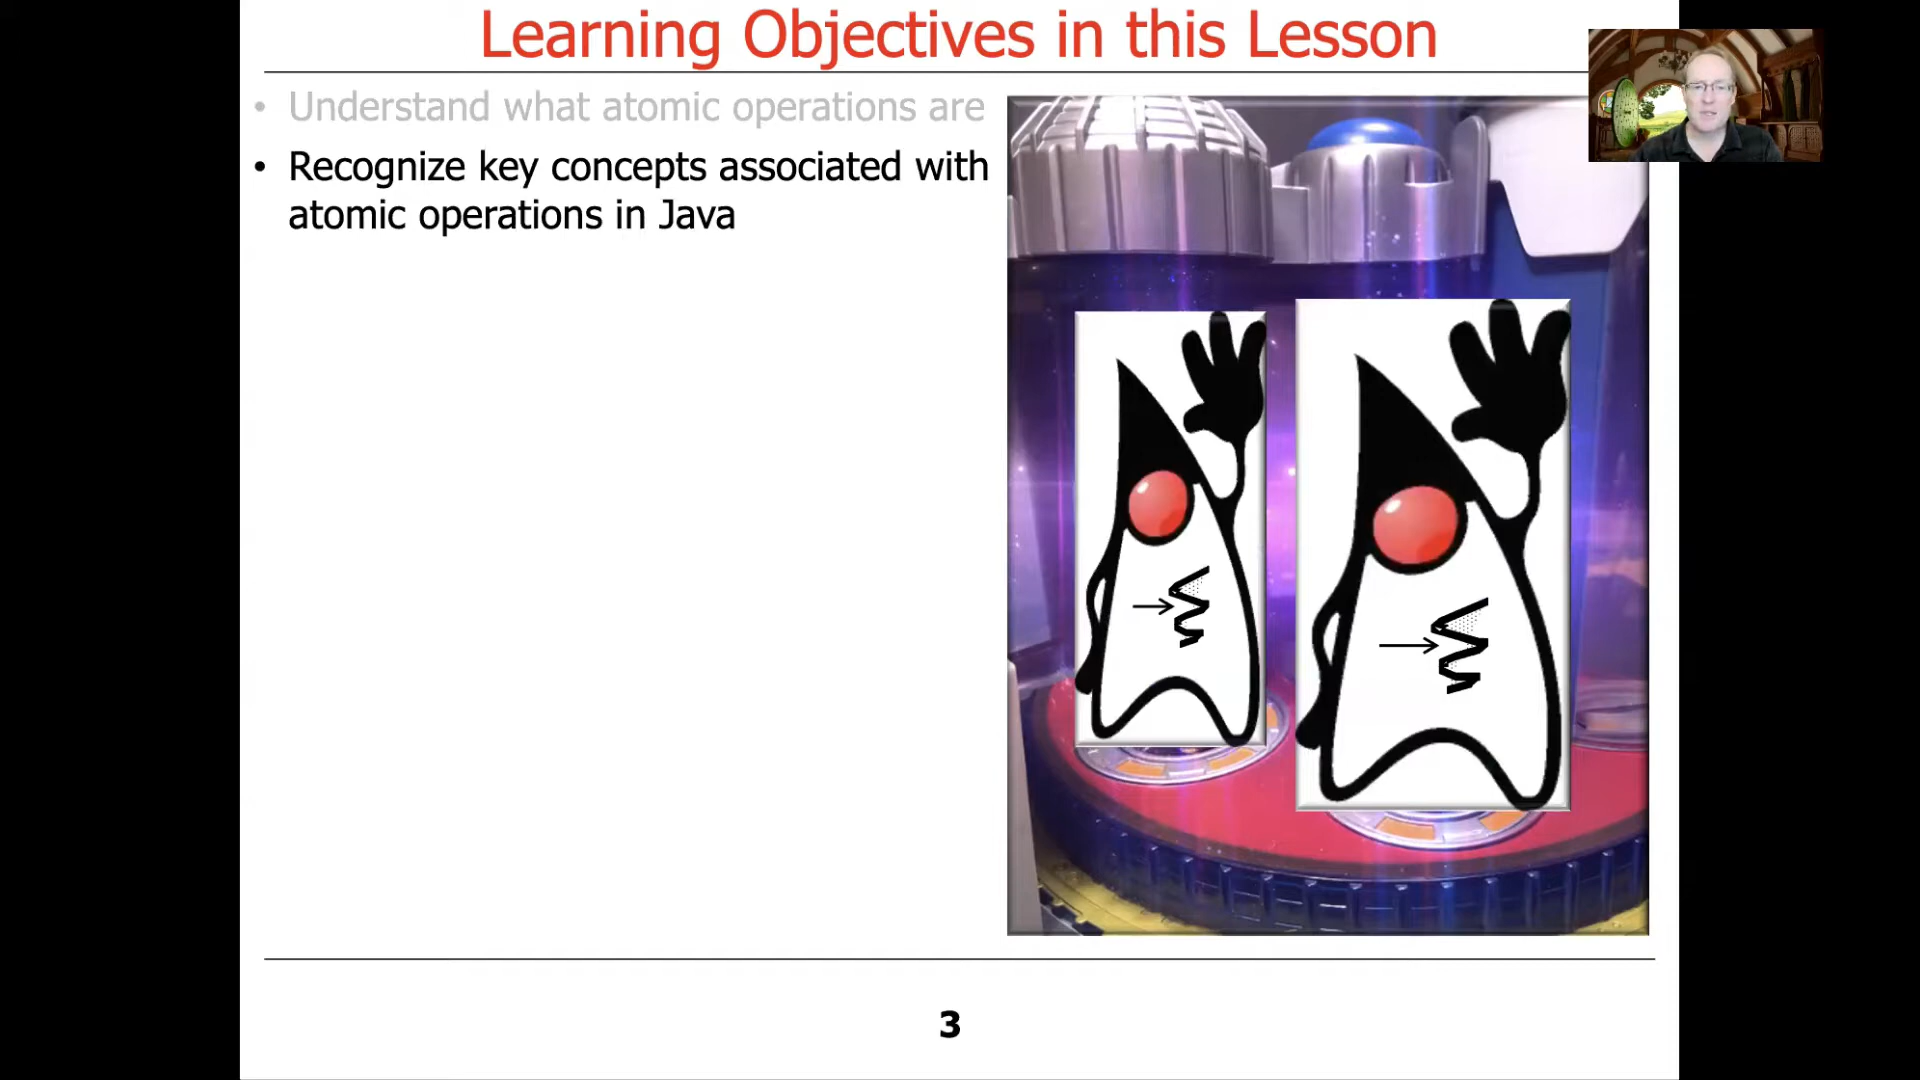 Learning Objectives in this Lesson
• Understand what atomic operations are
• Recognize key concepts associated with
atomic operations in Java
3